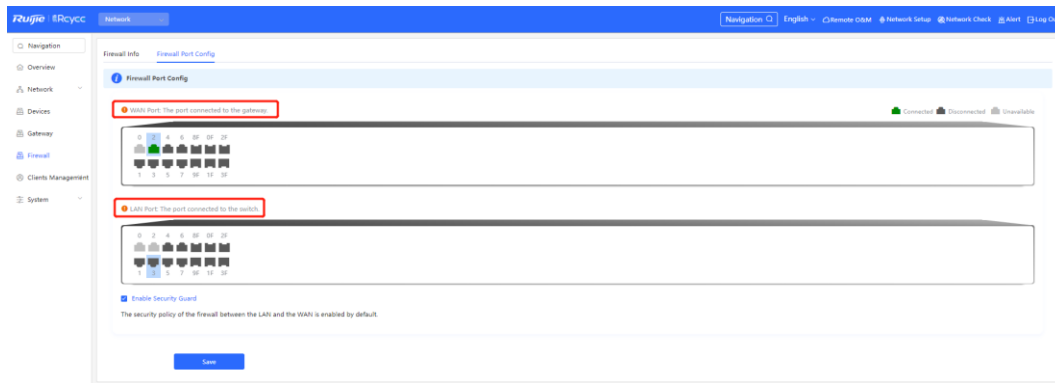 Ruijie | Rcycc Network Navigation English Remote O&M Network Setup Network Check Alert Log Ou
Navigation
Overview
Network
Devices
Gateway
Firewall
Clients Management
System
Firewall Info Firewall Port Config
Firewall Port Config
WAN Port: The port connected to the gateway.
Connected Disconnected Unavailable
0 2 4 6 8F 0F 2F
1 3 5 7 9F 1F 3F
LAN Port: The port connected to the switch.
0 2 4 6 8F 0F 2F
1 3 5 7 9F 1F 3F
Enable Security Guard
The security policy of the firewall between the LAN and the WAN is enabled by default.
Save